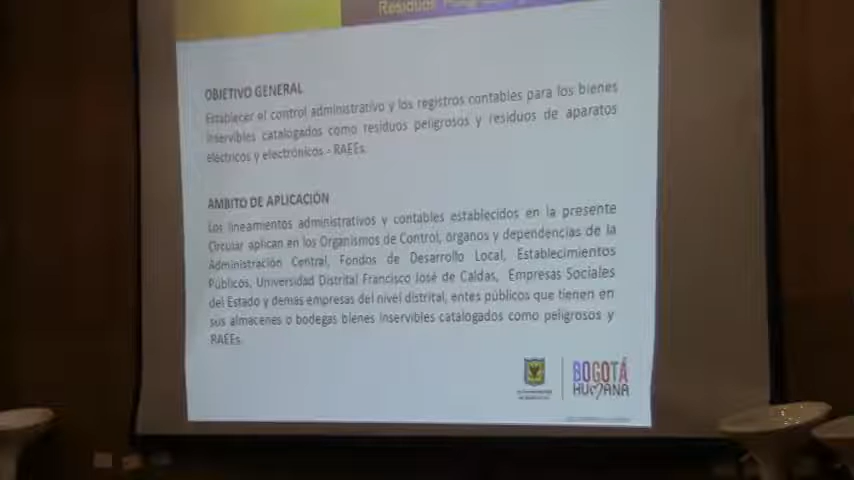 Residuos
OBJETIVO GENERAL
Establecer el control administrativo y los registros contables para los bienes
inservibles catalogados como residuos peligrosos y residuos de aparatos
eléctricos y electrónicos - RAEEs.
AMBITO DE APLICACIÓN
Los lineamientos administrativos y contables establecidos en la presente
Circular aplican en los Organismos de Control, órganos y dependencias de la
Administración Central, Fondos de Desarrollo Local, Establecimientos
Públicos, Universidad Distrital Francisco José de Caldas, Empresas Sociales
del Estado y demás empresas del nivel distrital, entes públicos que tienen en
sus almacenes o bodegas bienes inservibles catalogados como peligrosos y
RAEEs.
BOGOTÁ
HUMANA